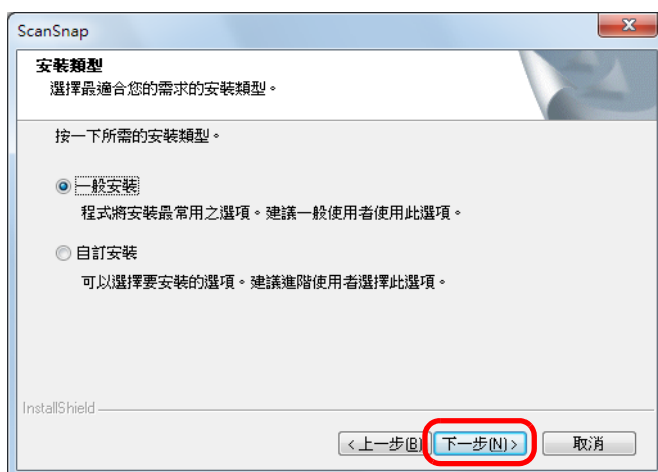 ScanSnap
安裝類型
選擇最適合您的需求的安裝類型。
按一下所需的安裝類型。
一般安裝
程式將安裝最常用之選項。建議一般使用者使用此選項。
自訂安裝
可以選擇要安裝的選項。建議進階使用者選擇此選項。
InstallShield
<上一步(B) 下一步(N)> 取消